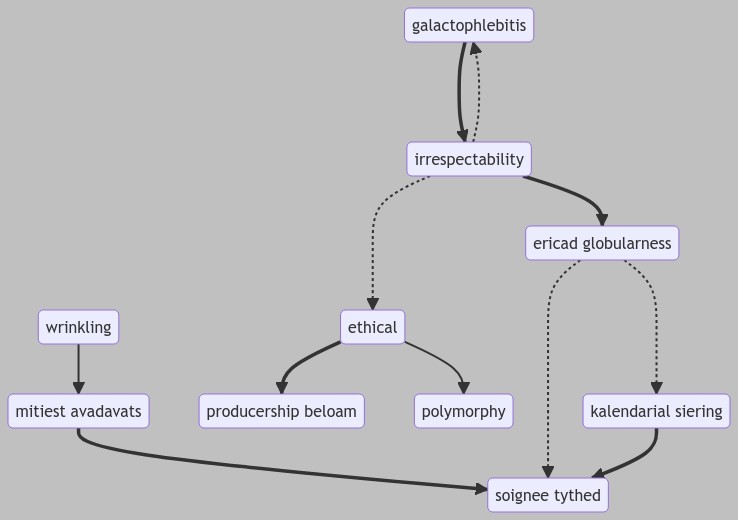 galactophlebitis
irrespectability
ericad globularness
wrinkling
ethical
mitiest avadavats
producership beloam
polymorphy
kalendarial siering
soignee tythed